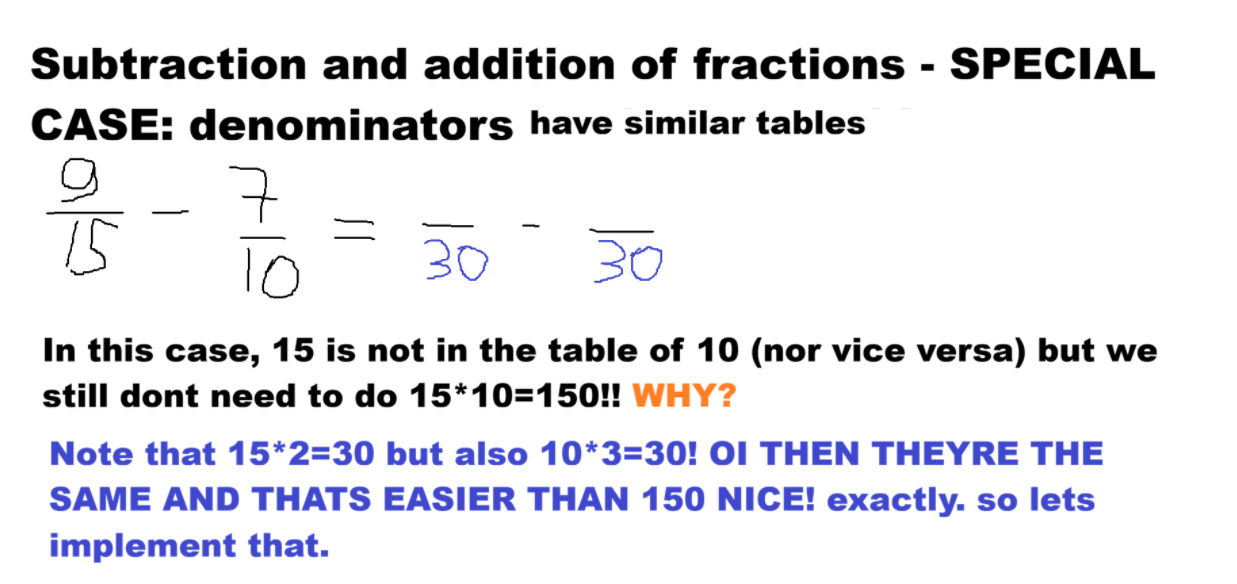 Subtraction and addition of fractions - SPECIAL
CASE: denominators have similar tables
9/15 - 7/10 = /30 - /30
In this case, 15 is not in the table of 10 (nor vice versa) but we
still dont need to do 15*10=150!! WHY?
Note that 15*2=30 but also 10*3=30! OI THEN THEYRE THE
SAME AND THATS EASIER THAN 150 NICE! exactly. so lets
implement that.